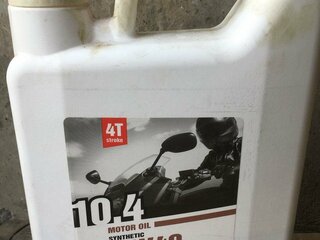 4T
stroke
10.4
MOTOR OIL
SYNTHETIC